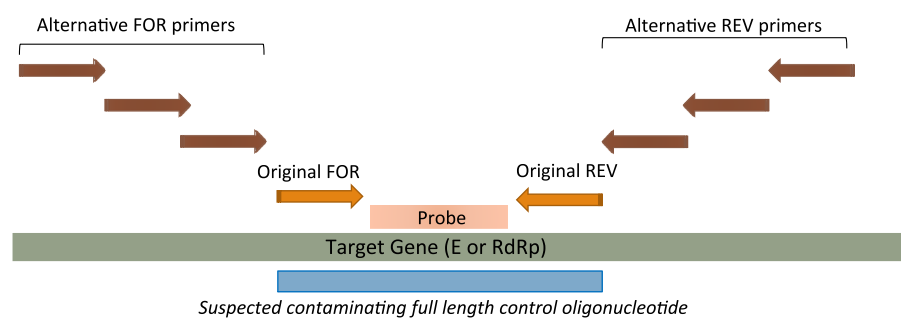 Alternative FOR primers
Alternative REV primers
Original FOR
Original REV
Probe
Target Gene (E or RdRp)
Suspected contaminating full length control oligonucleotide